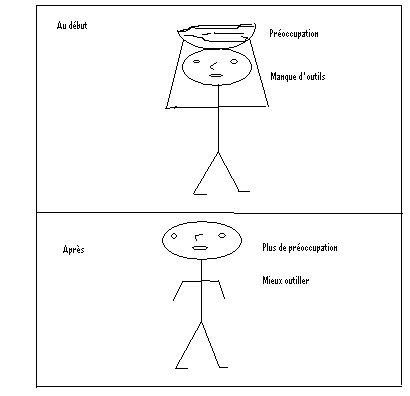 Au début
Préoccupation
Manque d'outils
Après
Plus de préoccupation
Mieux outiller